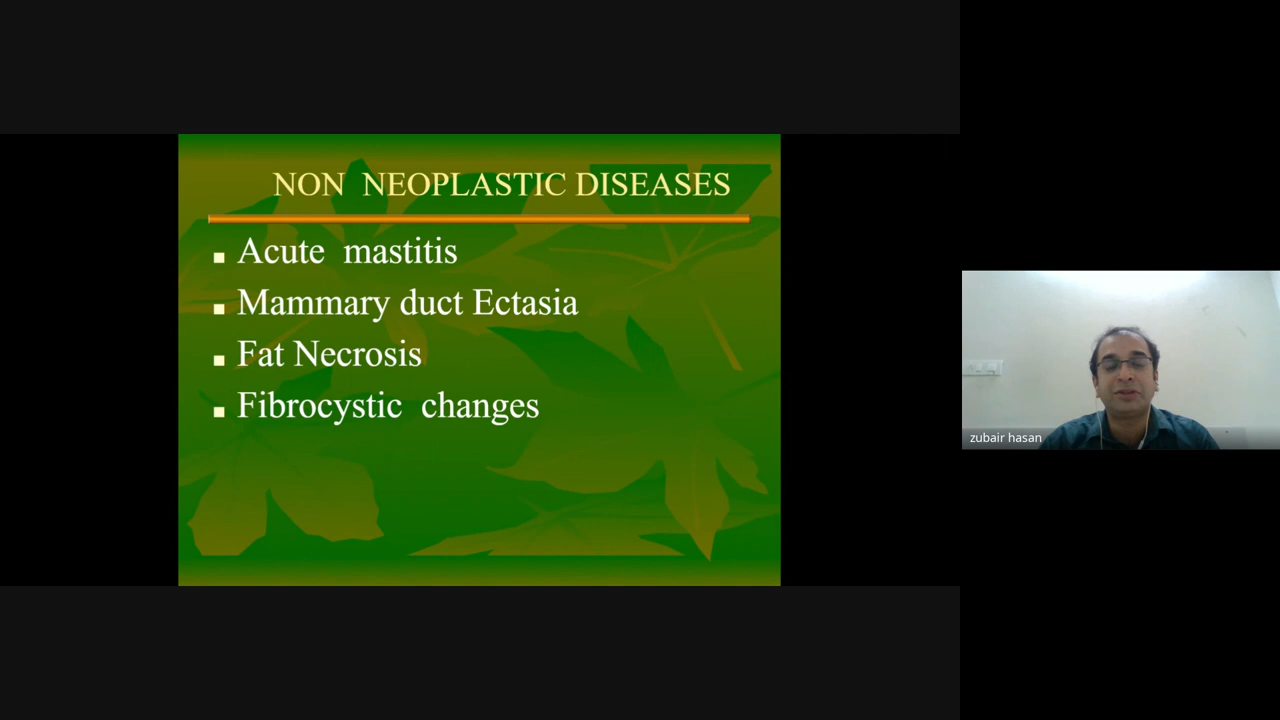 NON NEOPLASTIC DISEASES
Acute mastitis
Mammary duct Ectasia
Fat Necrosis
Fibrocystic changes
zubair hasan